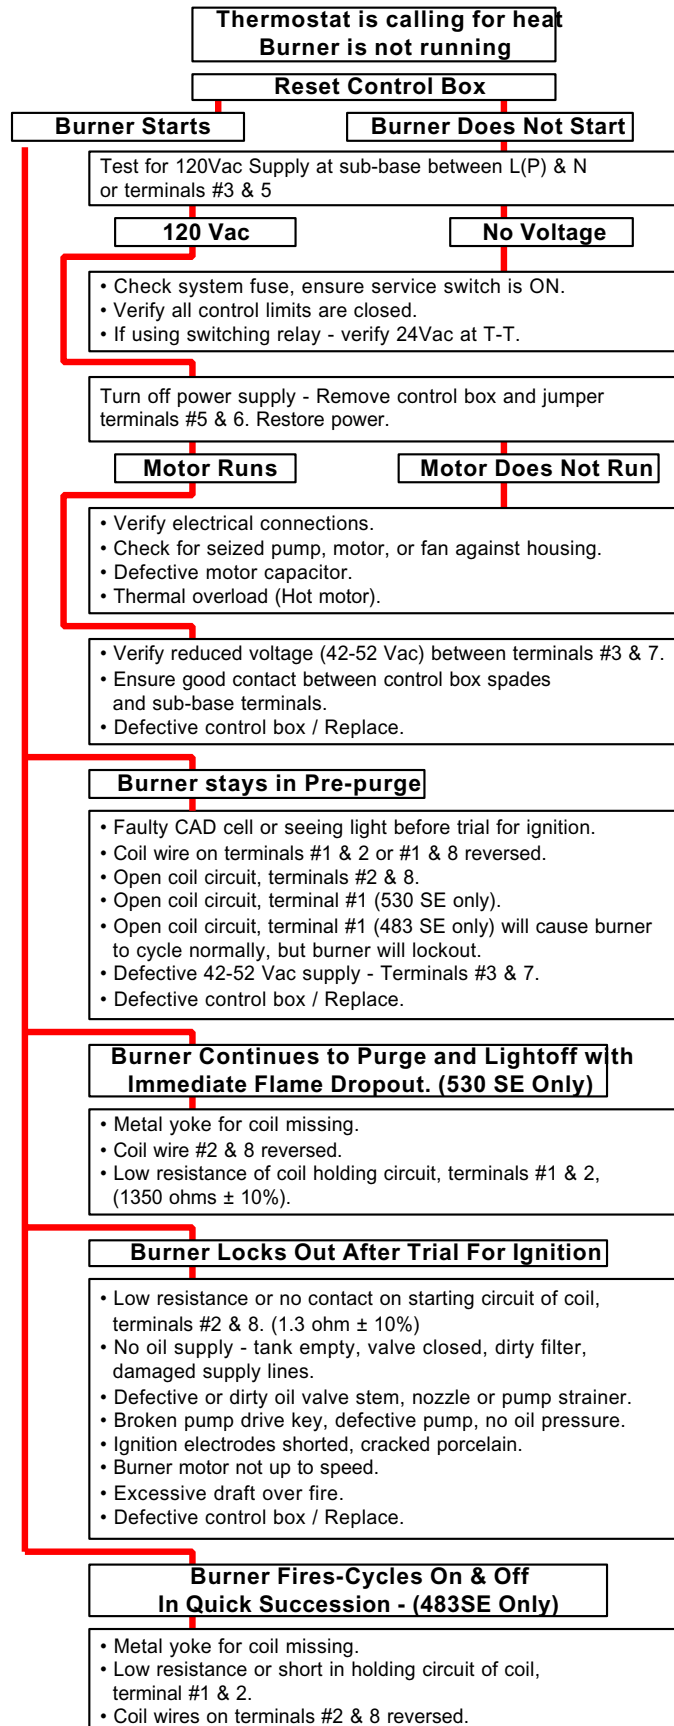 Thermostat is calling for heat
Burner is not running
Reset Control Box
Burner Starts
Burner Does Not Start
Test for 120Vac Supply at sub-base between L(P) & N
or terminals #3 & 5
120 Vac
No Voltage
• Check system fuse, ensure service switch is ON.
• Verify all control limits are closed.
• If using switching relay - verify 24Vac at T-T.
Turn off power supply - Remove control box and jumper
terminals #5 & 6. Restore power.
Motor Runs
Motor Does Not Run
• Verify electrical connections.
• Check for seized pump, motor, or fan against housing.
• Defective motor capacitor.
• Thermal overload (Hot motor).
• Verify reduced voltage (42-52 Vac) between terminals #3 & 7.
• Ensure good contact between control box spades
and sub-base terminals.
• Defective control box / Replace.
Burner stays in Pre-purge
• Faulty CAD cell or seeing light before trial for ignition.
• Coil wire on terminals #1 & 2 or #1 & 8 reversed.
• Open coil circuit, terminals #2 & 8.
• Open coil circuit, terminal #1 (530 SE only).
• Open coil circuit, terminal #1 (483 SE only) will cause burner
to cycle normally, but burner will lockout.
• Defective 42-52 Vac supply - Terminals #3 & 7.
• Defective control box / Replace.
Burner Continues to Purge and Lightoff with
Immediate Flame Dropout. (530 SE Only)
• Metal yoke for coil missing.
• Coil wire #2 & 8 reversed.
• Low resistance of coil holding circuit, terminals #1 & 2,
(1350 ohms ± 10%).
Burner Locks Out After Trial For Ignition
• Low resistance or no contact on starting circuit of coil,
terminals #2 & 8. (1.3 ohm ± 10%)
• No oil supply - tank empty, valve closed, dirty filter,
damaged supply lines.
• Defective or dirty oil valve stem, nozzle or pump strainer.
• Broken pump drive key, defective pump, no oil pressure.
• Ignition electrodes shorted, cracked porcelain.
• Burner motor not up to speed.
• Excessive draft over fire.
• Defective control box / Replace.
Burner Fires-Cycles On & Off
In Quick Succession - (483SE Only)
• Metal yoke for coil missing.
• Low resistance or short in holding circuit of coil,
terminal #1 & 2.
• Coil wires on terminals #2 & 8 reversed.